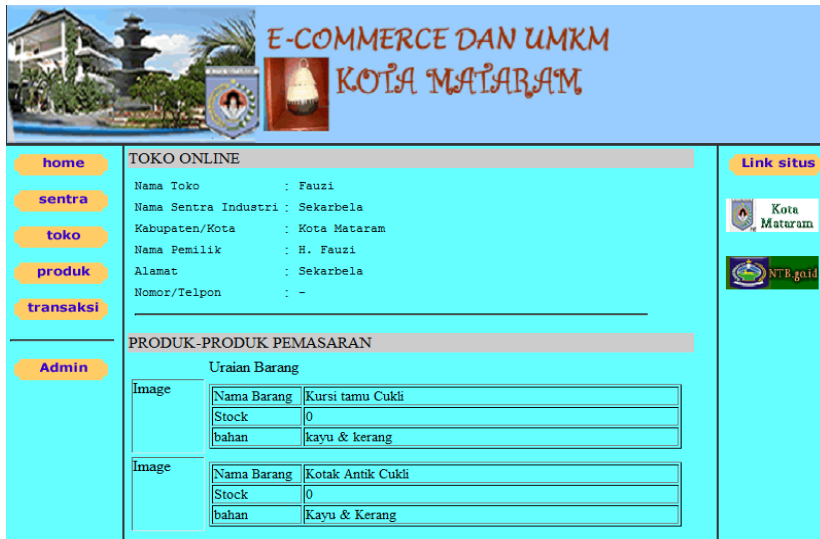 E-COMMERCE DAN UMKM
KOTA MATARAM
home
sentra
toko
produk
transaksi
Admin
TOKO ONLINE
Nama Toko : Fauzi
Nama Sentra Industri : Sekarbela
Kabupaten/Kota : Kota Mataram
Nama Pemilik : H. Fauzi
Alamat : Sekarbela
Nomor/Telpon : -
PRODUK-PRODUK PEMASARAN
Uraian Barang
Image
Nama Barang Kursi tamu Cukli
Stock 0
bahan kayu & kerang
Image
Nama Barang Kotak Antik Cukli
Stock 0
bahan Kayu & Kerang
Link situs
Kota
Mataram
NTB.go.id